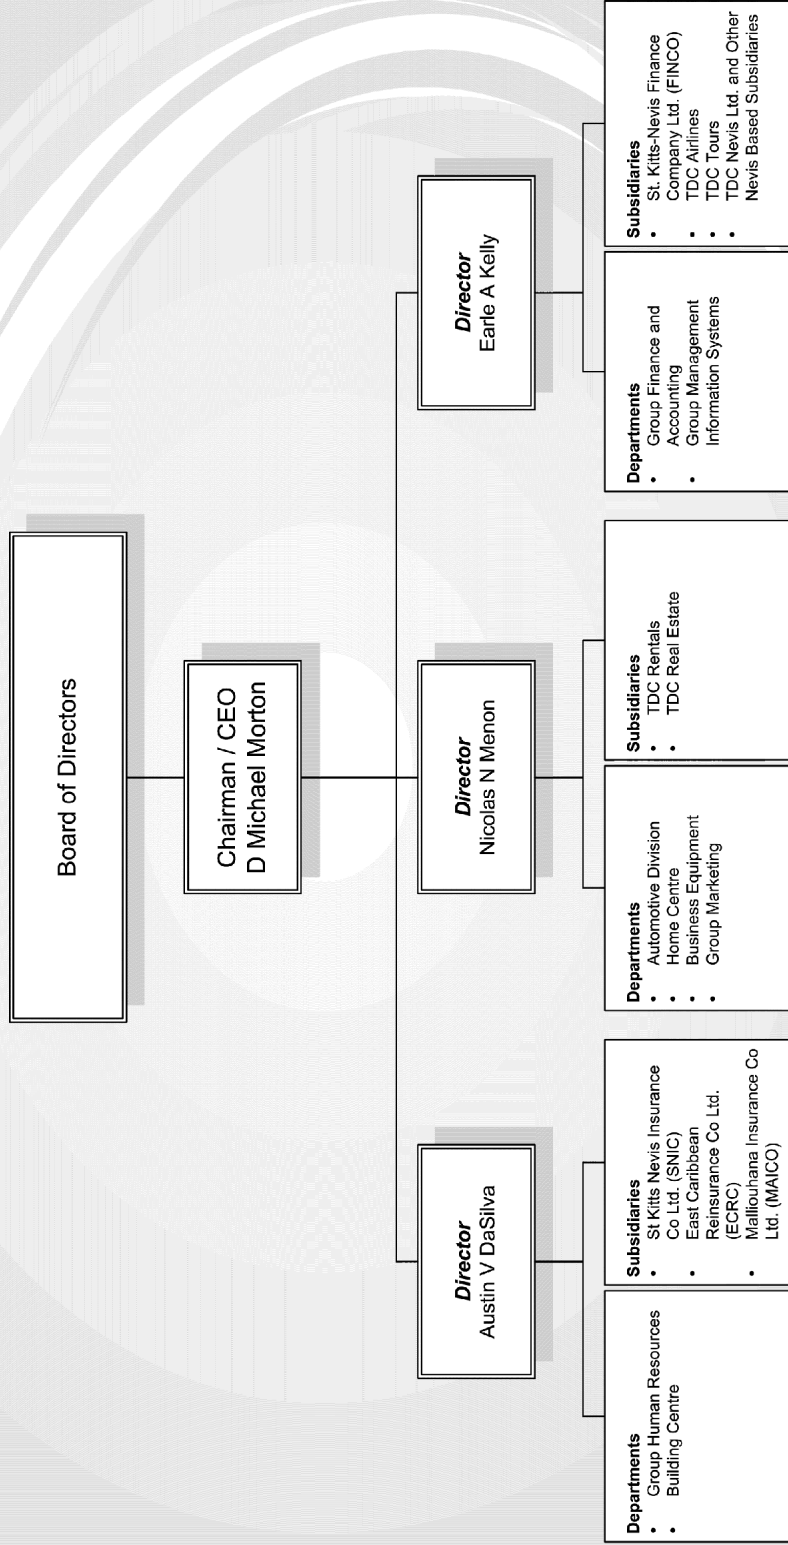 Board of Directors
Chairman / CEO
D Michael Morton
Director
Austin V DaSilva
Director
Nicolas N Menon
Director
Earle A Kelly
Departments
• Group Human Resources
• Building Centre
Subsidiaries
• St Kitts Nevis Insurance
Co Ltd. (SNIC)
• East Caribbean
Reinsurance Co Ltd.
(ECRC)
• Malliouhana Insurance Co
Ltd. (MAICO)
Departments
• Automotive Division
• Home Centre
• Business Equipment
• Group Marketing
Subsidiaries
• TDC Rentals
• TDC Real Estate
Departments
• Group Finance and
Accounting
• Group Management
Information Systems
Subsidiaries
• St. Kitts-Nevis Finance
Company Ltd. (FINCO)
• TDC Airlines
• TDC Tours
• TDC Nevis Ltd. and Other
Nevis Based Subsidiaries